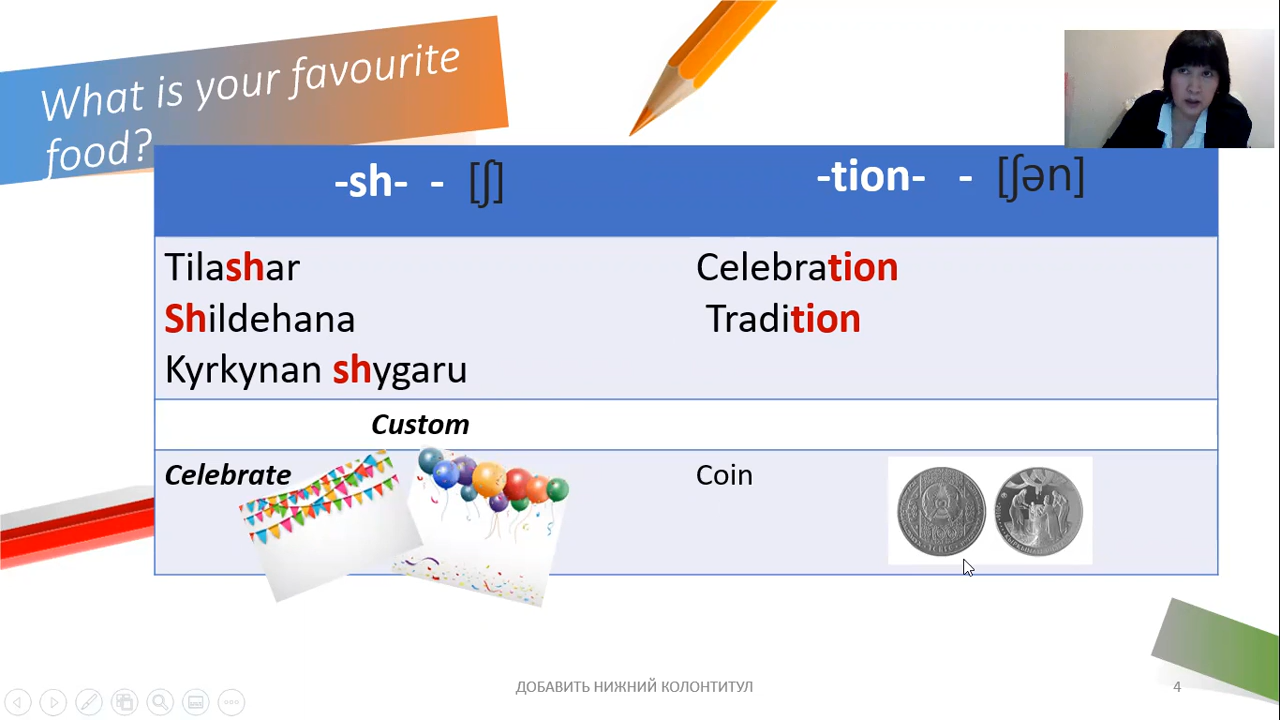 What is your favourite
food?
-sh- - [ʃ]
-tion- - [ʃən]
Tilashar
Shildehana
Kyrkynan shygaru
Celebration
Tradition
Custom
Celebrate
Coin
ДОБАВИТЬ НИЖНИЙ КОЛОНТИТУЛ
4